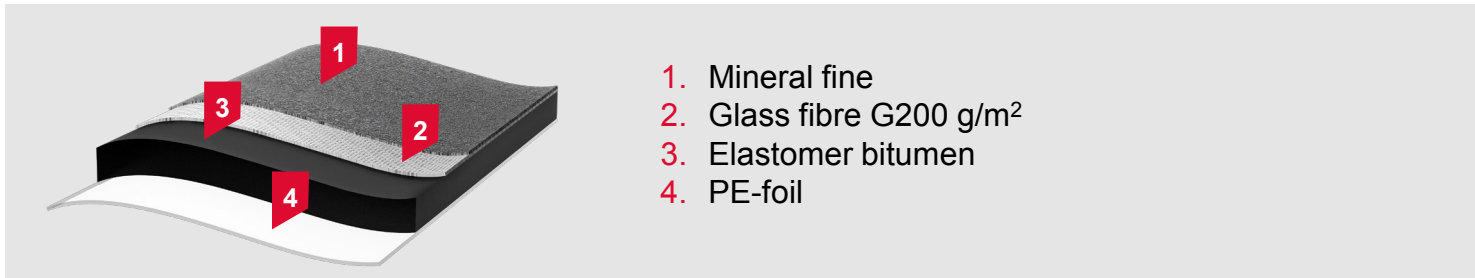 1
3
2
4
1. Mineral fine
2. Glass fibre G200 g/m²
3. Elastomer bitumen
4. PE-foil